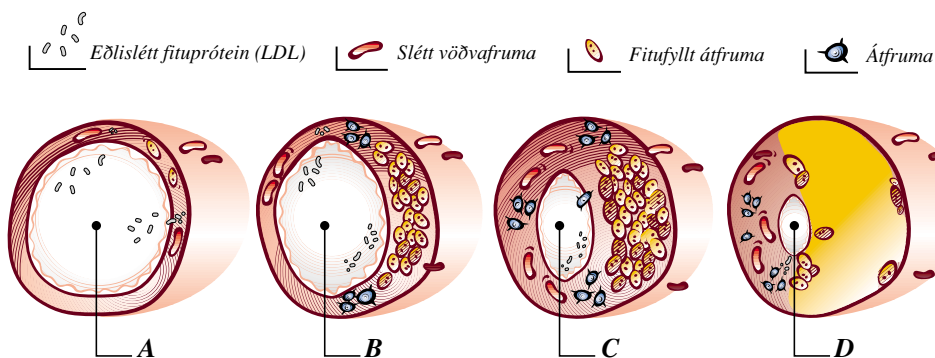 Eðlislétt fituprótein (LDL)
Slétt vöðvafruma
Fitufyllt átfruma
Átfruma
A
B
C
D